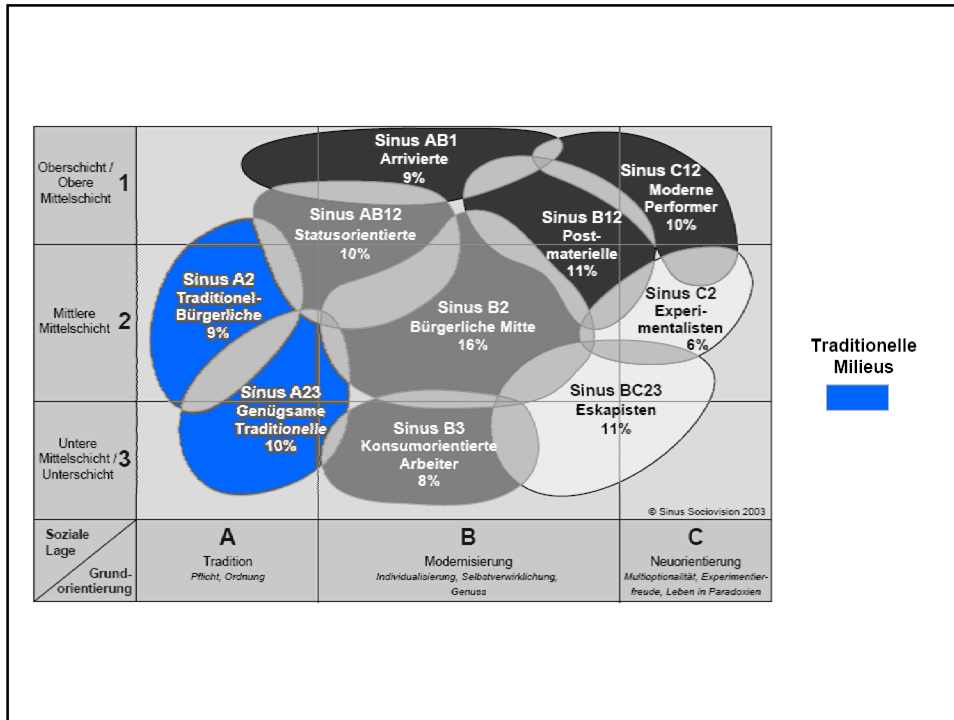 Oberschicht /
Obere
Mittelschicht
1
Sinus AB1
Arrivierte
9%
Sinus C12
Moderne
Performer
10%
Sinus AB12
Statusorientierte
10%
Sinus B12
Post-
materielle
11%
Mittlere
Mittelschicht
2
Sinus A2
Traditionel-
Bürgerliche
9%
Sinus B2
Bürgerliche Mitte
16%
Sinus C2
Experi-
mentalisten
6%
Untere
Mittelschicht /
Unterschicht
3
Sinus A23
Genügsame
Traditionelle
10%
Sinus B3
Konsumorientierte
Arbeiter
8%
Sinus BC23
Eskapisten
11%
© Sinus Sociovision 2003
Soziale
Lage
Grund-
orientierung
A
Tradition
Pflicht, Ordnung
B
Modernisierung
Individualisierung, Selbstverwirklichung,
Genuss
C
Neuorientierung
Multioptionalität, Experimentier-
freude, Leben in Paradoxien
Traditionelle
Milieus